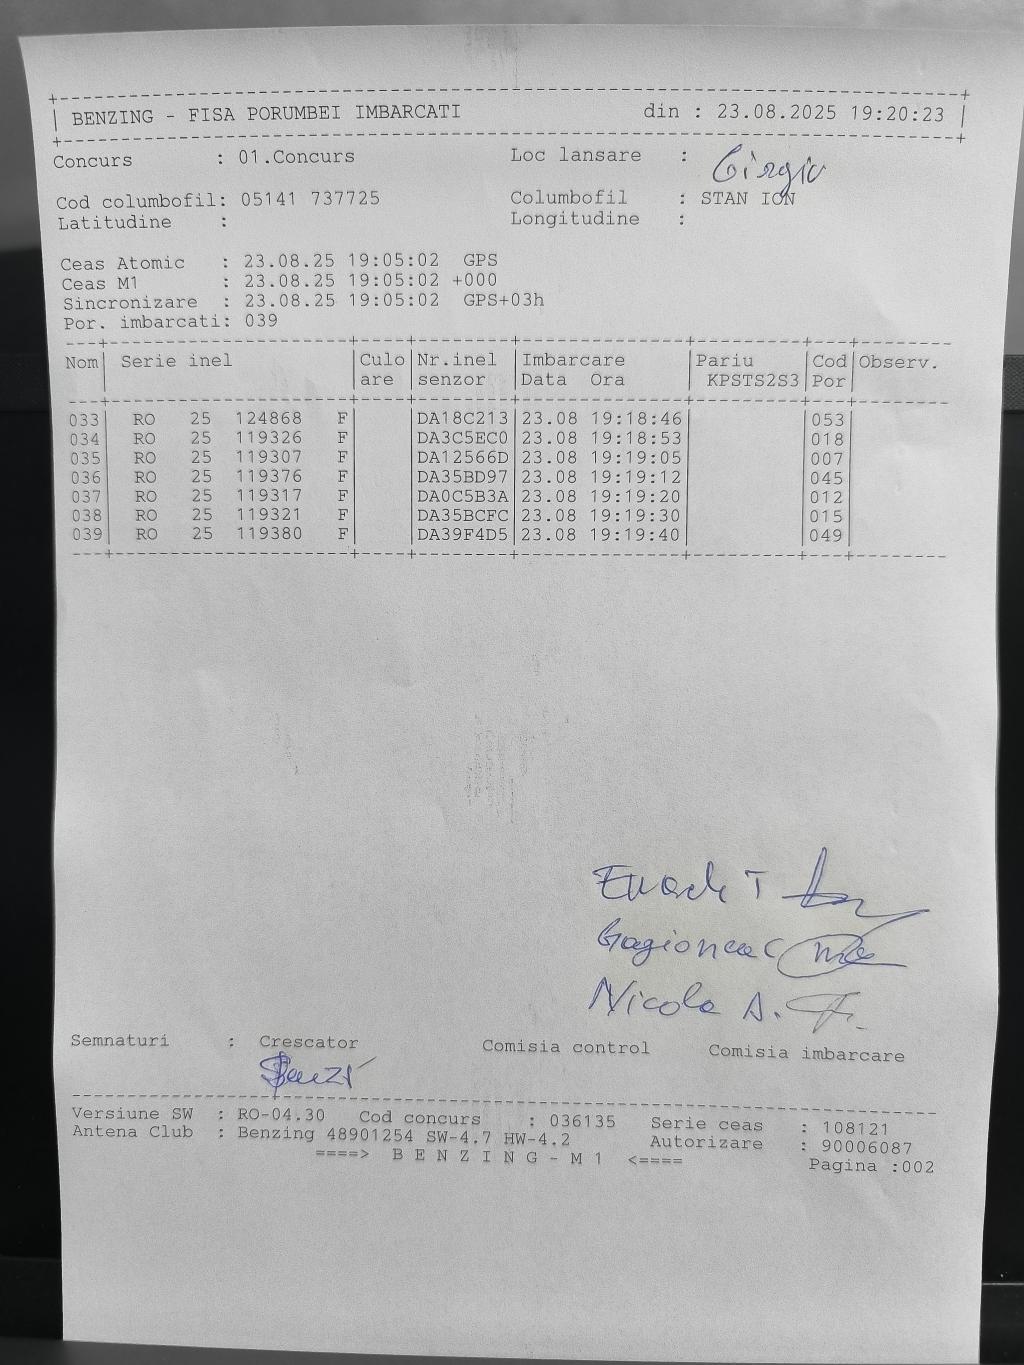 BENZING - FISA PORUMBEI IMBARCATI din : 23.08.2025 19:20:23
Concurs : 01.Concurs Loc lansare :
Cod columbofil: 05141 737725 Columbofil : STAN ION
Latitudine : Longitudine :
Ceas Atomic : 23.08.25 19:05:02 GPS
Ceas M1 : 23.08.25 19:05:02 +000
Sincronizare : 23.08.25 19:05:02 GPS+03h
Por. imbarcati: 039
Nom Serie inel Culo Nr.inel Imbarcare Pariu Cod Observ.
are senzor Data Ora KPSTS2S3 Por
033 RO 25 124868 F DA18C213 23.08 19:18:46 053
034 RO 25 119326 F DA3C5EC0 23.08 19:18:53 018
035 RO 25 119307 F DA12566D 23.08 19:19:05 007
036 RO 25 119376 F DA35BD97 23.08 19:19:12 045
037 RO 25 119317 F DA0C5B3A 23.08 19:19:20 012
038 RO 25 119321 F DA35BCFC 23.08 19:19:30 015
039 RO 25 119380 F DA39F4D5 23.08 19:19:40 049
Nicola A.
Semnaturi : Crescator Comisia control Comisia imbarcare
Versiune SW : RO-04.30 Cod concurs : 036135 Serie ceas : 108121
Antena Club : Benzing 48901254 SW-4.7 HW-4.2 Autorizare : 90006087
====> B E N Z I N G - M 1 <==== Pagina :002